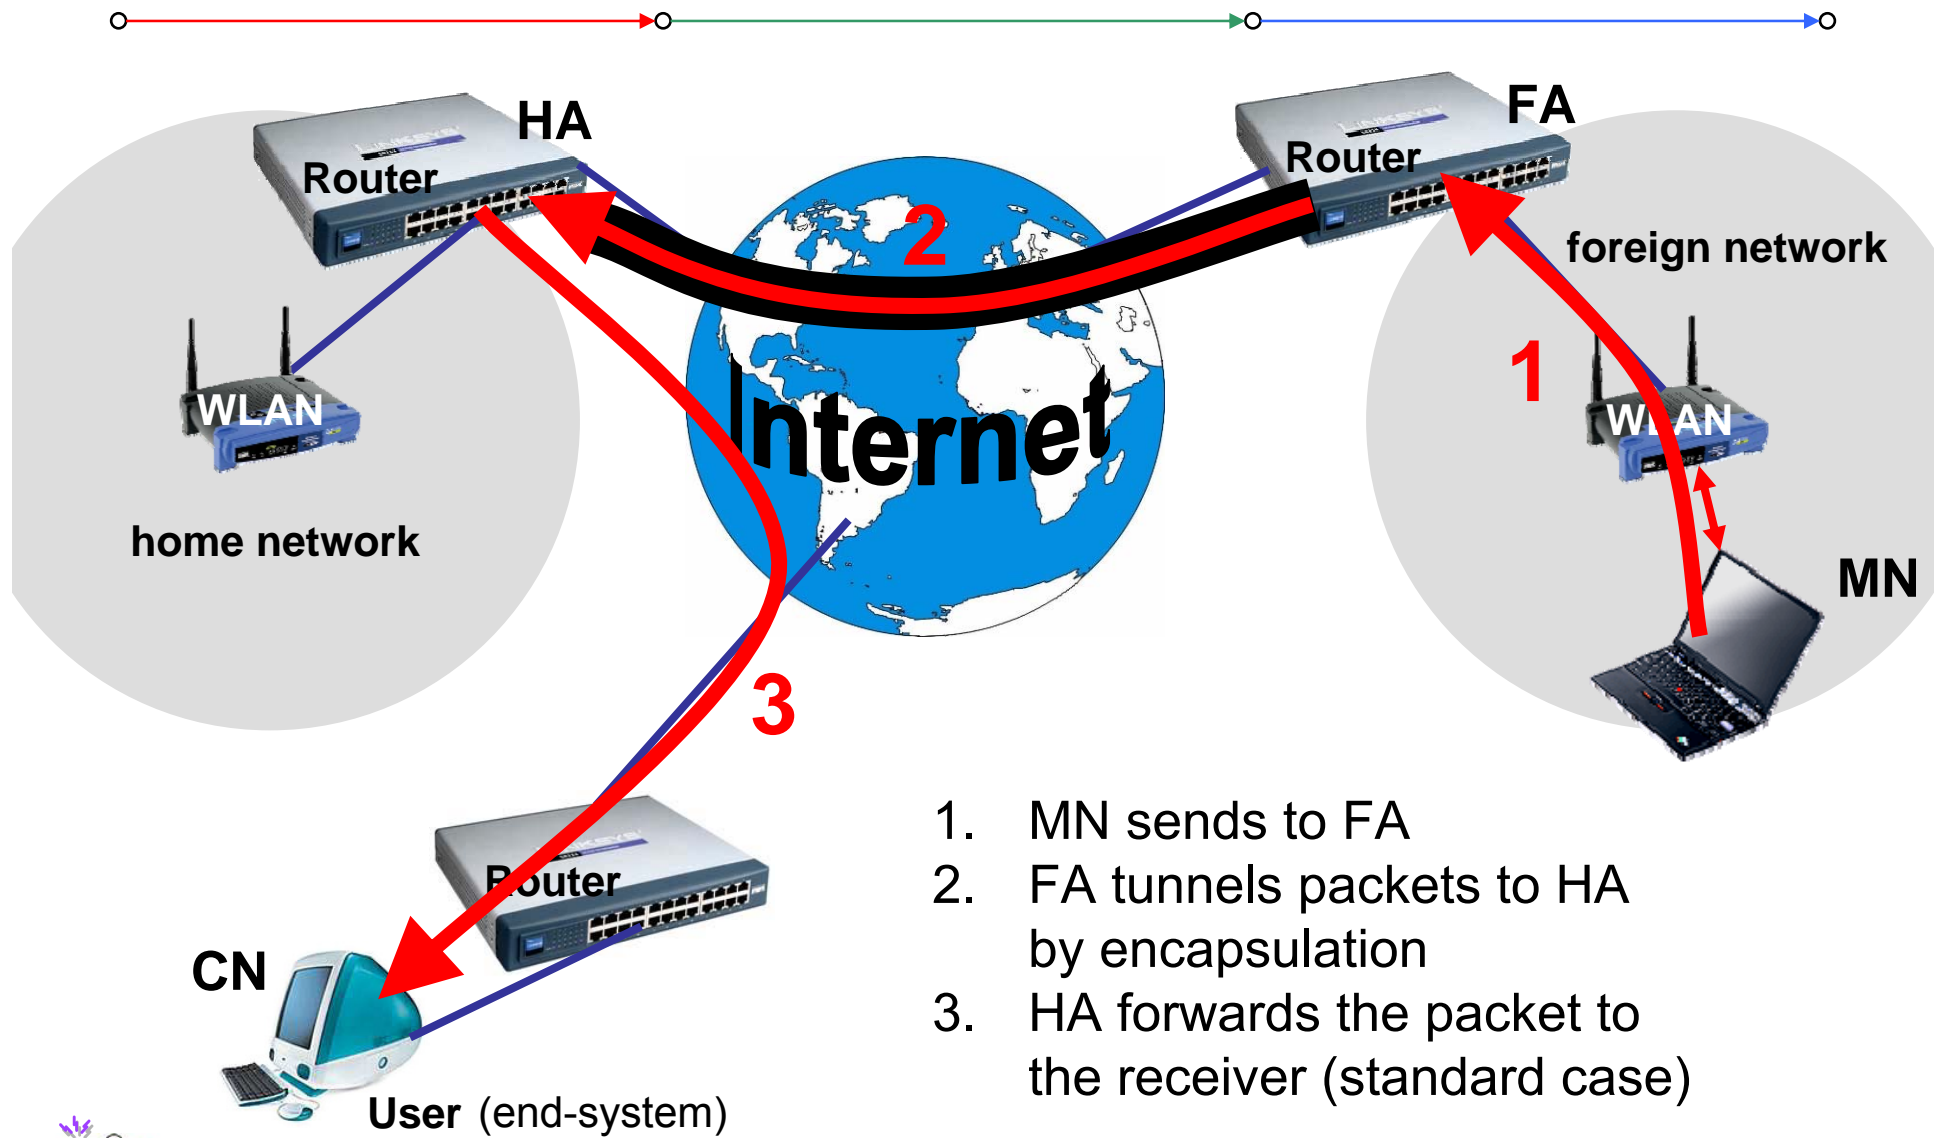 HA
FA
Router
Router
2
foreign network
1
WLAN
WLAN
Internet
home network
MN
3
1. MN sends to FA
2. FA tunnels packets to HA
by encapsulation
3. HA forwards the packet to
the receiver (standard case)
Router
CN
User (end-system)